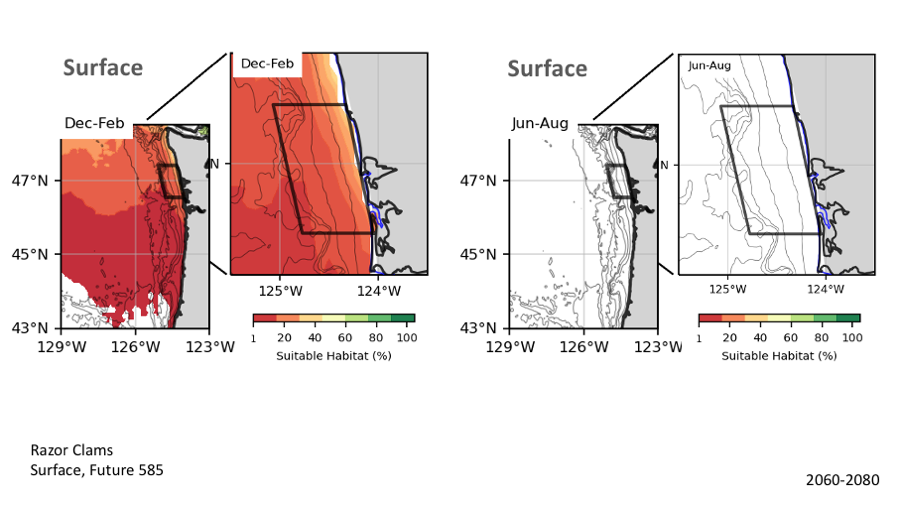 Surface
Dec-Feb
Dec-Feb
47°N
45°N
43°N
129°W 126°W 123°W
N
125°W 124°W
1 20 40 60 80 100
Suitable Habitat (%)
Surface
Jun-Aug
Jun-Aug
47°N
45°N
43°N
129°W 126°W 123°W
N
125°W 124°W
1 20 40 60 80 100
Suitable Habitat (%)
Razor Clams
Surface, Future 585
2060-2080